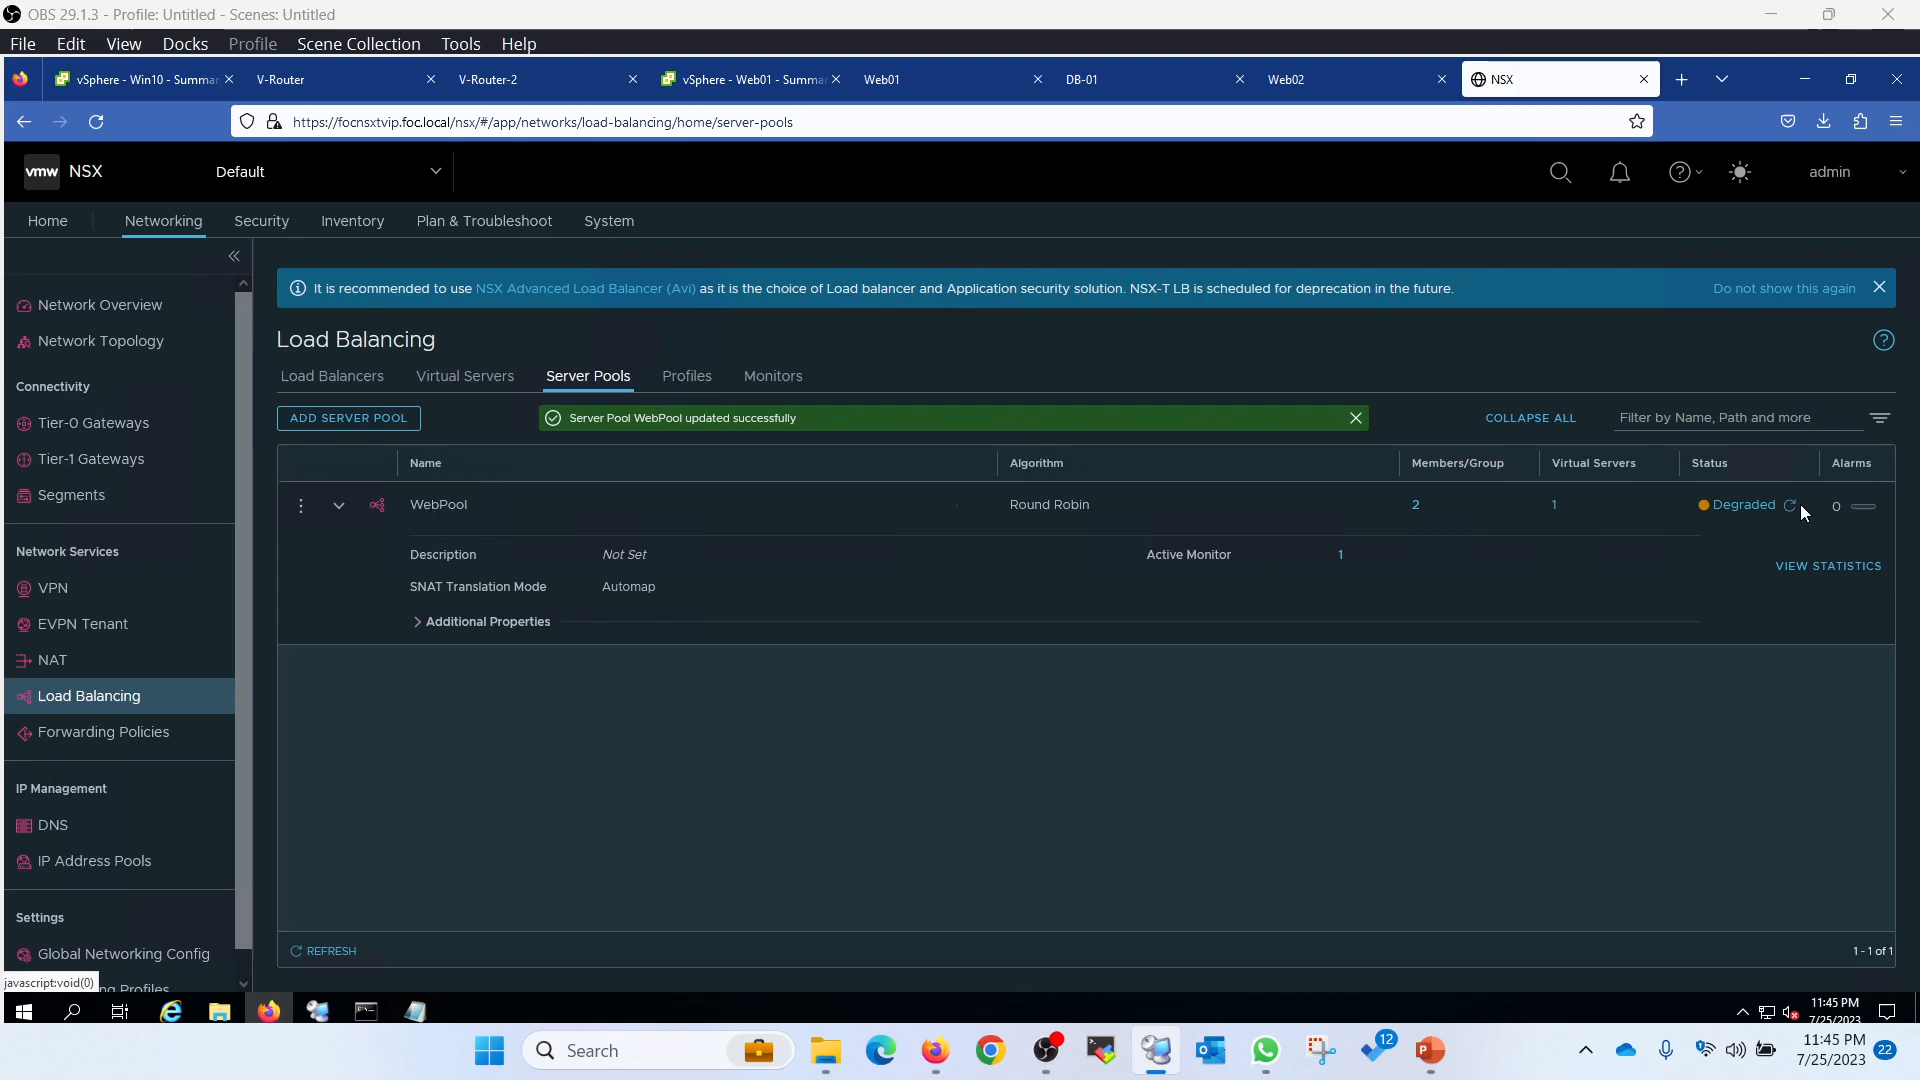 OBS 29.1.3 - Profile: Untitled - Scenes: Untitled
File Edit View Docks Profile Scene Collection Tools Help
vSphere - Win10 - Summar V-Router V-Router-2 vSphere - Web01 - Summa Web01 DB-01 Web02 NSX
https://focnsxtvip.foc.local/nsx/#/app/networks/load-balancing/home/server-pools
vmw NSX Default admin
Home Networking Security Inventory Plan & Troubleshoot System
It is recommended to use NSX Advanced Load Balancer (Avi) as it is the choice of Load balancer and Application security solution. NSX-T LB is scheduled for deprecation in the future. Do not show this again
Network Overview
Network Topology
Connectivity
Tier-0 Gateways
Tier-1 Gateways
Segments
Network Services
VPN
EVPN Tenant
NAT
Load Balancing
Forwarding Policies
IP Management
DNS
IP Address Pools
Settings
Global Networking Config
ng Profiles
javascript:void(0)
Load Balancing
Load Balancers Virtual Servers Server Pools Profiles Monitors
ADD SERVER POOL Server Pool WebPool updated successfully COLLAPSE ALL Filter by Name, Path and more
Name Algorithm Members/Group Virtual Servers Status Alarms
WebPool Round Robin 2 1 Degraded 0
Description Not Set Active Monitor 1
VIEW STATISTICS
SNAT Translation Mode Automap
Additional Properties
REFRESH 1 - 1 of 1
11:45 PM
7/25/2023
Search 12 11:45 PM
7/25/2023 22